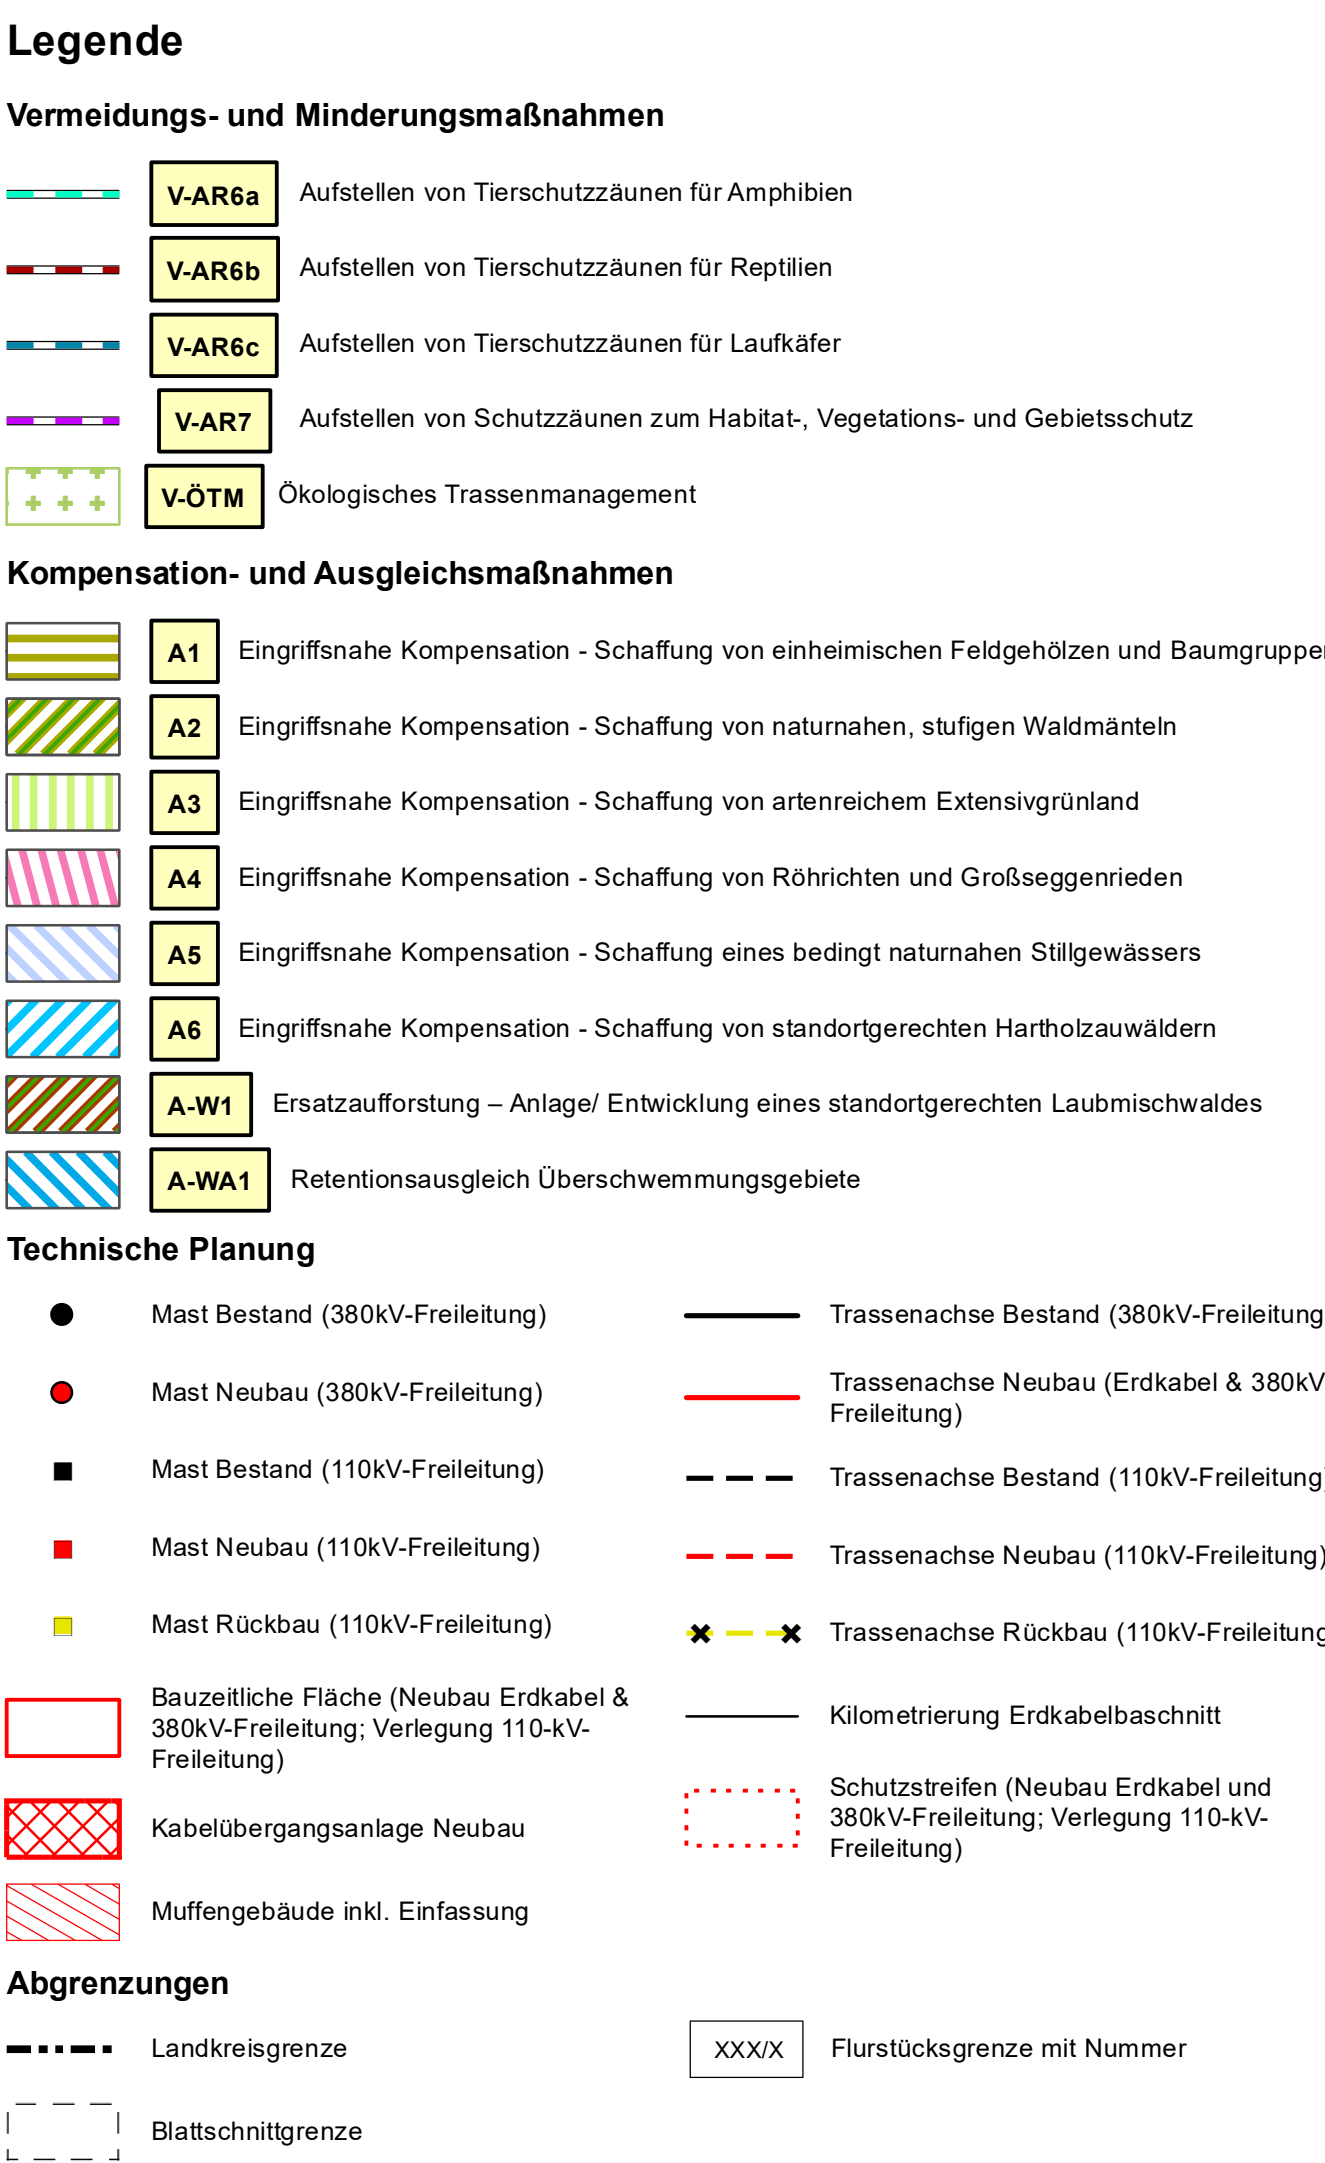 Legende
Vermeidungs- und Minderungsmaßnahmen
V-AR6a Aufstellen von Tierschutzzäunen für Amphibien
V-AR6b Aufstellen von Tierschutzzäunen für Reptilien
V-AR6c Aufstellen von Tierschutzzäunen für Laufkäfer
V-AR7 Aufstellen von Schutzzäunen zum Habitat-, Vegetations- und Gebietsschutz
V-ÖTM Ökologisches Trassenmanagement
Kompensation- und Ausgleichsmaßnahmen
A1 Eingriffsnahe Kompensation - Schaffung von einheimischen Feldgehölzen und Baumgruppen
A2 Eingriffsnahe Kompensation - Schaffung von naturnahen, stufigen Waldmänteln
A3 Eingriffsnahe Kompensation - Schaffung von artenreichem Extensivgrünland
A4 Eingriffsnahe Kompensation - Schaffung von Röhrichten und Großseggenrieden
A5 Eingriffsnahe Kompensation - Schaffung eines bedingt naturnahen Stillgewässers
A6 Eingriffsnahe Kompensation - Schaffung von standortgerechten Hartholzauwäldern
A-W1 Ersatzaufforstung – Anlage/ Entwicklung eines standortgerechten Laubmischwaldes
A-WA1 Retentionsausgleich Überschwemmungsgebiete
Technische Planung
Mast Bestand (380kV-Freileitung)
Mast Neubau (380kV-Freileitung)
Mast Bestand (110kV-Freileitung)
Mast Neubau (110kV-Freileitung)
Mast Rückbau (110kV-Freileitung)
Bauzeitliche Fläche (Neubau Erdkabel &
380kV-Freileitung; Verlegung 110-kV-
Freileitung)
Kabelübergangsanlage Neubau
Muffengebäude inkl. Einfassung
Trassenachse Bestand (380kV-Freileitung
Trassenachse Neubau (Erdkabel & 380kV
Freileitung)
Trassenachse Bestand (110kV-Freileitung)
Trassenachse Neubau (110kV-Freileitung)
Trassenachse Rückbau (110kV-Freileitung
Kilometrierung Erdkabelbaschnitt
Schutzstreifen (Neubau Erdkabel und
380kV-Freileitung; Verlegung 110-kV-
Freileitung)
Abgrenzungen
Landkreisgrenze
Blattschnittgrenze
XXX/X Flurstücksgrenze mit Nummer